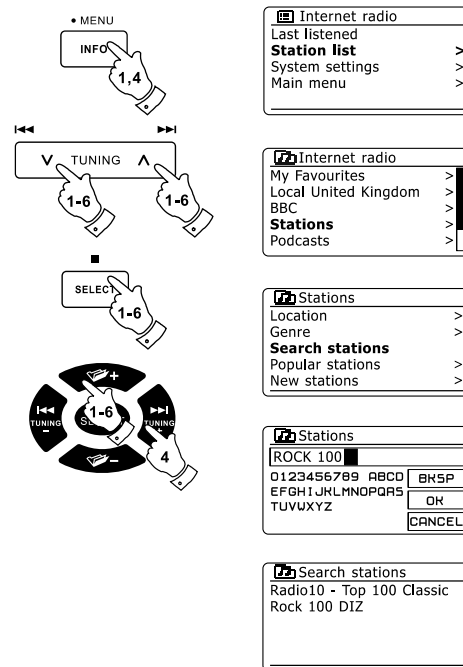 • MENU
INFO
1,4
TUNING
1-6
1-6
SELECT
1-6
+
1-6
TUNING
–
TUNING
4
–
Internet radio
Last listened
Station list >
System settings >
Main menu >
Internet radio
My Favourites >
Local United Kingdom >
BBC >
Stations >
Podcasts >
Stations
Location >
Genre >
Search stations
Popular stations >
New stations >
Stations
ROCK 100
0123456789 ABCD BKSP
EFGHIJKLMNOPQRS OK
TUVWXYZ
CANCEL
Search stations
Radio10 - Top 100 Classic
Rock 100 DIZ